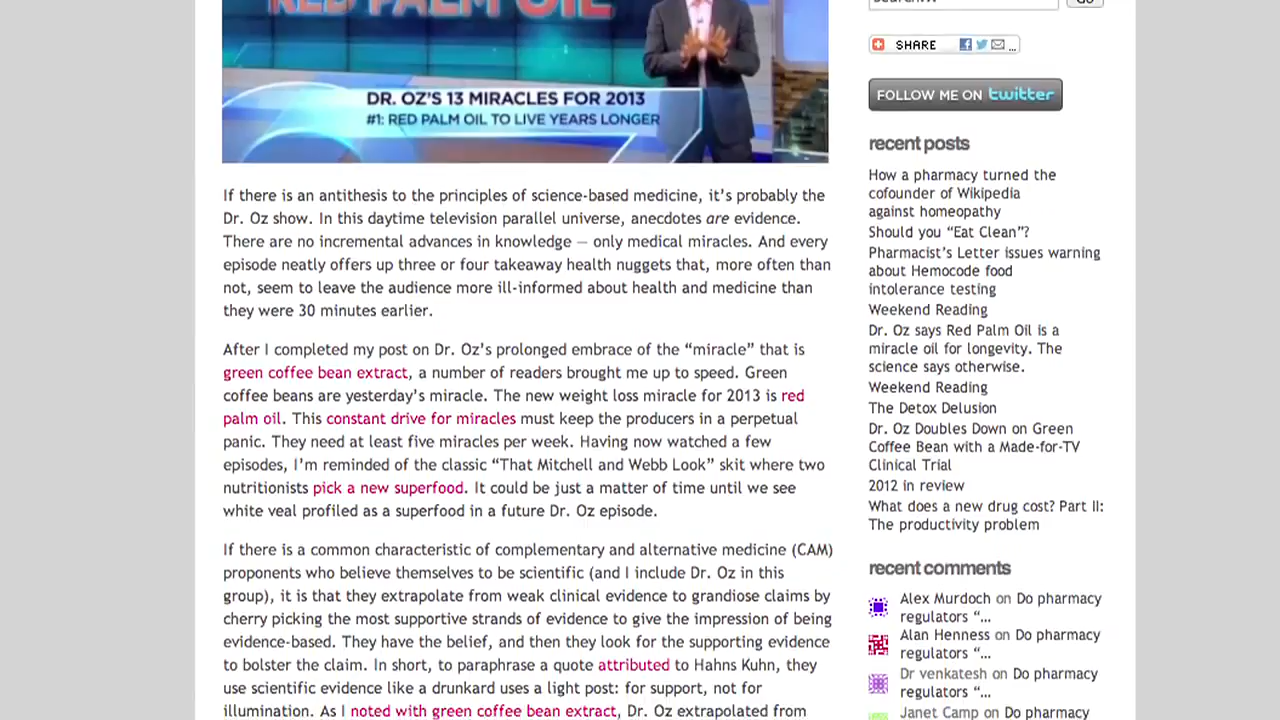 RED PALM OIL
DR. OZ'S 13 MIRACLES FOR 2013
#1: RED PALM OIL TO LIVE YEARS LONGER
If there is an antithesis to the principles of science-based medicine, it’s probably the
Dr. Oz show. In this daytime television parallel universe, anecdotes are evidence.
There are no incremental advances in knowledge — only medical miracles. And every
episode neatly offers up three or four takeaway health nuggets that, more often than
not, seem to leave the audience more ill-informed about health and medicine than
they were 30 minutes earlier.
After I completed my post on Dr. Oz’s prolonged embrace of the “miracle” that is
green coffee bean extract, a number of readers brought me up to speed. Green
coffee beans are yesterday’s miracle. The new weight loss miracle for 2013 is red
palm oil. This constant drive for miracles must keep the producers in a perpetual
panic. They need at least five miracles per week. Having now watched a few
episodes, I’m reminded of the classic “That Mitchell and Webb Look” skit where two
nutritionists pick a new superfood. It could be just a matter of time until we see
white veal profiled as a superfood in a future Dr. Oz episode.
If there is a common characteristic of complementary and alternative medicine (CAM)
proponents who believe themselves to be scientific (and I include Dr. Oz in this
group), it is that they extrapolate from weak clinical evidence to grandiose claims by
cherry picking the most supportive strands of evidence to give the impression of being
evidence-based. They have the belief, and then they look for the supporting evidence
to bolster the claim. In short, to paraphrase a quote attributed to Hahns Kuhn, they
use scientific evidence like a drunkard uses a light post: for support, not for
illumination. As I noted with green coffee bean extract, Dr. Oz extrapolated from
Go
SHARE ...
FOLLOW ME ON twitter
recent posts
How a pharmacy turned the
cofounder of Wikipedia
against homeopathy
Should you “Eat Clean”?
Pharmacist’s Letter issues warning
about Hemocode food
intolerance testing
Weekend Reading
Dr. Oz says Red Palm Oil is a
miracle oil for longevity. The
science says otherwise.
Weekend Reading
The Detox Delusion
Dr. Oz Doubles Down on Green
Coffee Bean with a Made-for-TV
Clinical Trial
2012 in review
What does a new drug cost? Part II:
The productivity problem
recent comments
Alex Murdoch on Do pharmacy
regulators “...
Alan Henness on Do pharmacy
regulators “...
Dr venkatesh on Do pharmacy
regulators “...
Janet Camp on Do pharmacy